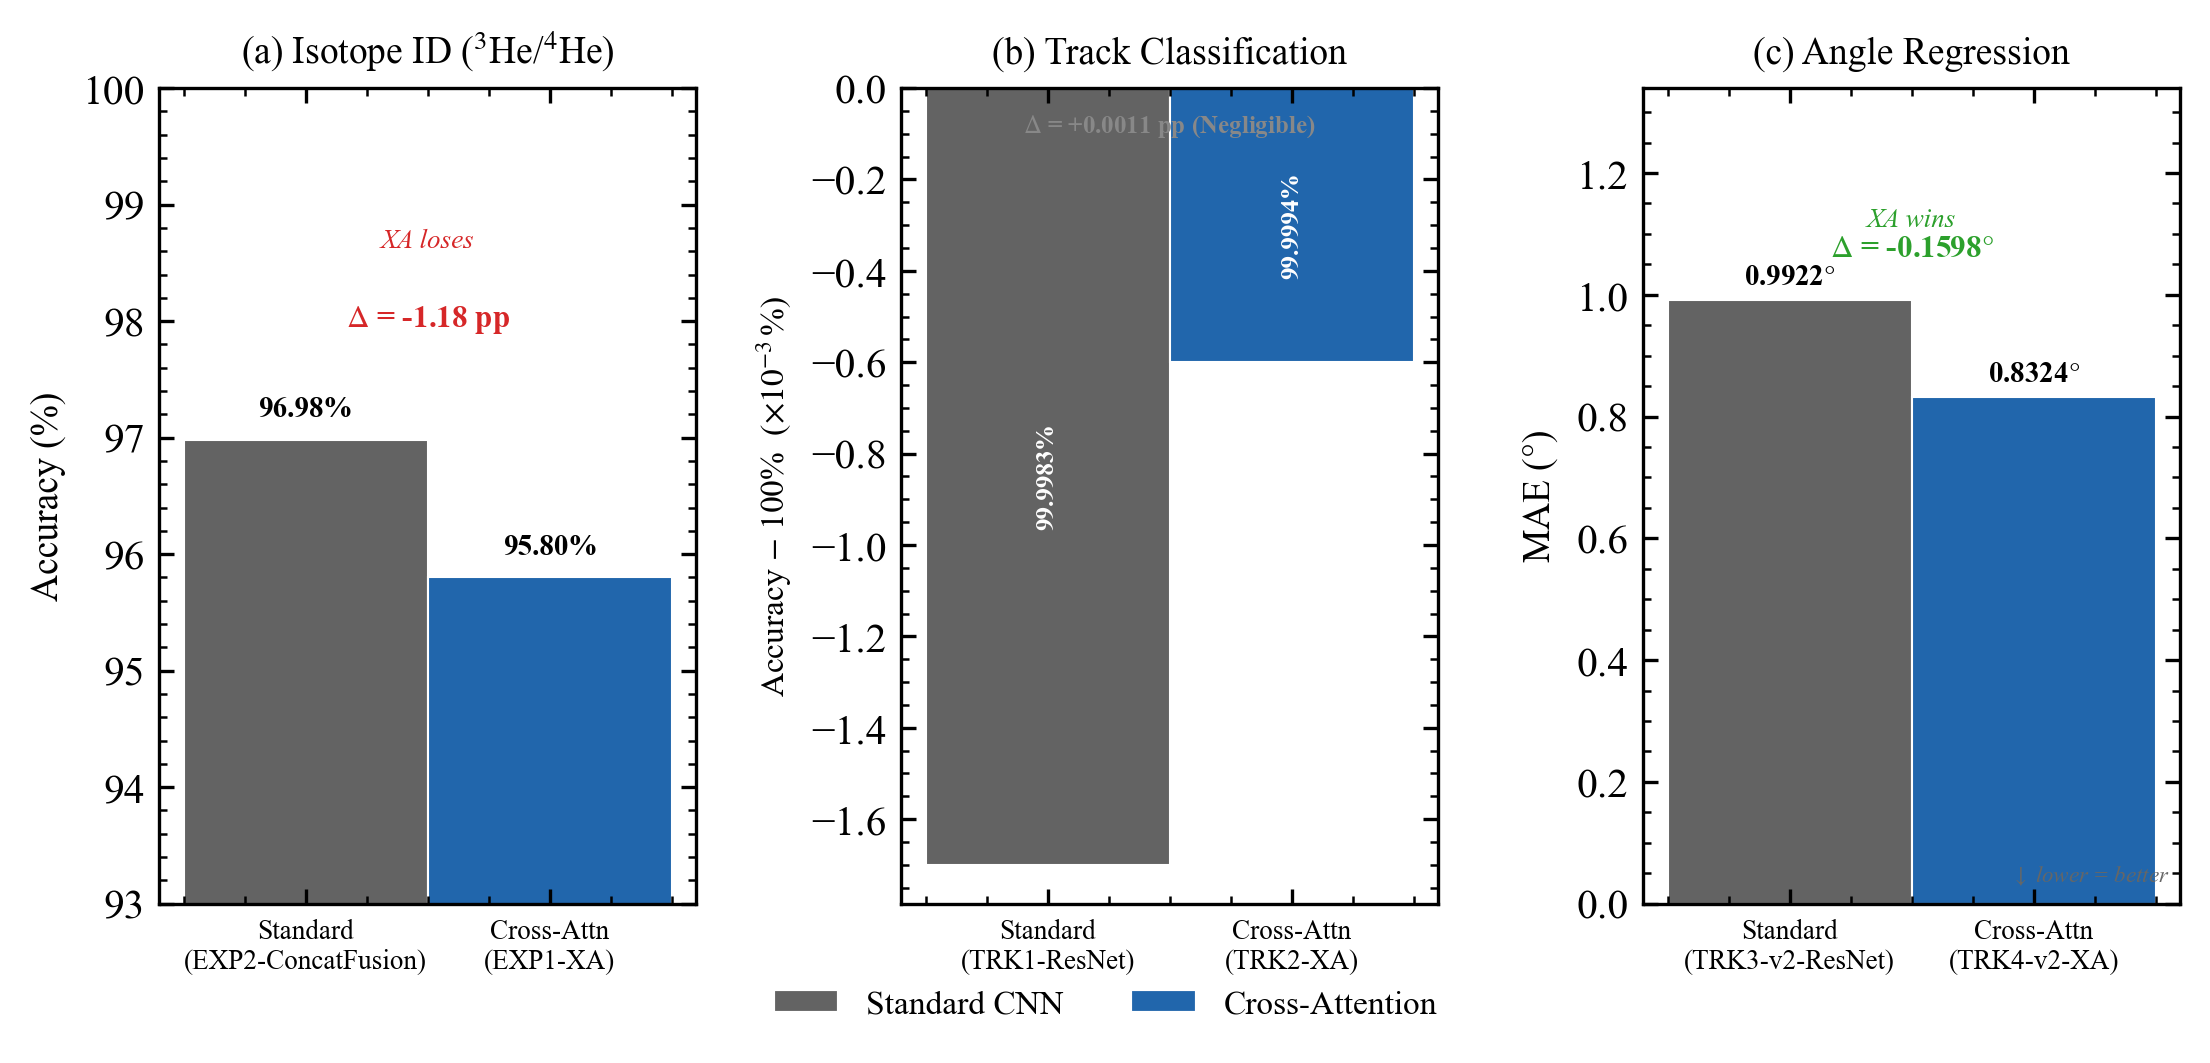 (a) Isotope ID (³He/⁴He)
100
99
98
97
96
95
94
93
Accuracy (%)
XA loses
Δ = -1.18 pp
96.98%
95.80%
Standard
(EXP2-ConcatFusion)
Cross-Attn
(EXP1-XA)
(b) Track Classification
0.0
−0.2
−0.4
−0.6
−0.8
−1.0
−1.2
−1.4
−1.6
Accuracy − 100% (×10⁻³%)
Δ = +0.0011 pp (Negligible)
99.9983%
99.9994%
Standard
(TRK1-ResNet)
Cross-Attn
(TRK2-XA)
(c) Angle Regression
1.2
1.0
0.8
0.6
0.4
0.2
0.0
MAE (°)
XA wins
Δ = -0.1598°
0.9922°
0.8324°
↓ lower = better
Standard
(TRK3-v2-ResNet)
Cross-Attn
(TRK4-v2-XA)
Standard CNN
Cross-Attention